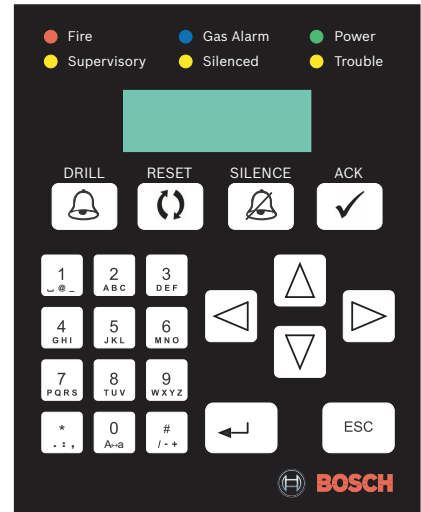 Fire Gas Alarm Power
Supervisory Silenced Trouble
DRILL RESET SILENCE ACK
1 2 3
␣ @ _ ABC DEF
4 5 6
GHI JKL MNO
7 8 9
PQRS TUV WXYZ
* 0 #
. : , A↔a / - +
ESC
BOSCH